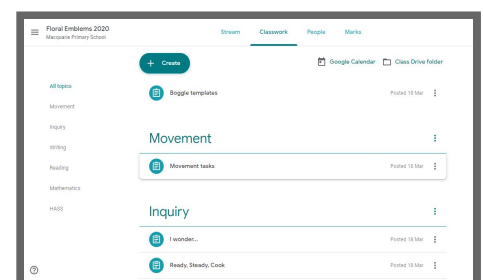 Floral Emblems 2020
Macquarie Primary School
Stream Classwork People Marks
+ Create
Google Calendar Class Drive folder
All topics
Movement
Inquiry
Writing
Reading
Mathematics
HASS
Boggle templates Posted 18 Mar
Movement
Movement tasks Posted 18 Mar
Inquiry
I wonder... Posted 18 Mar
Ready, Steady, Cook Posted 18 Mar